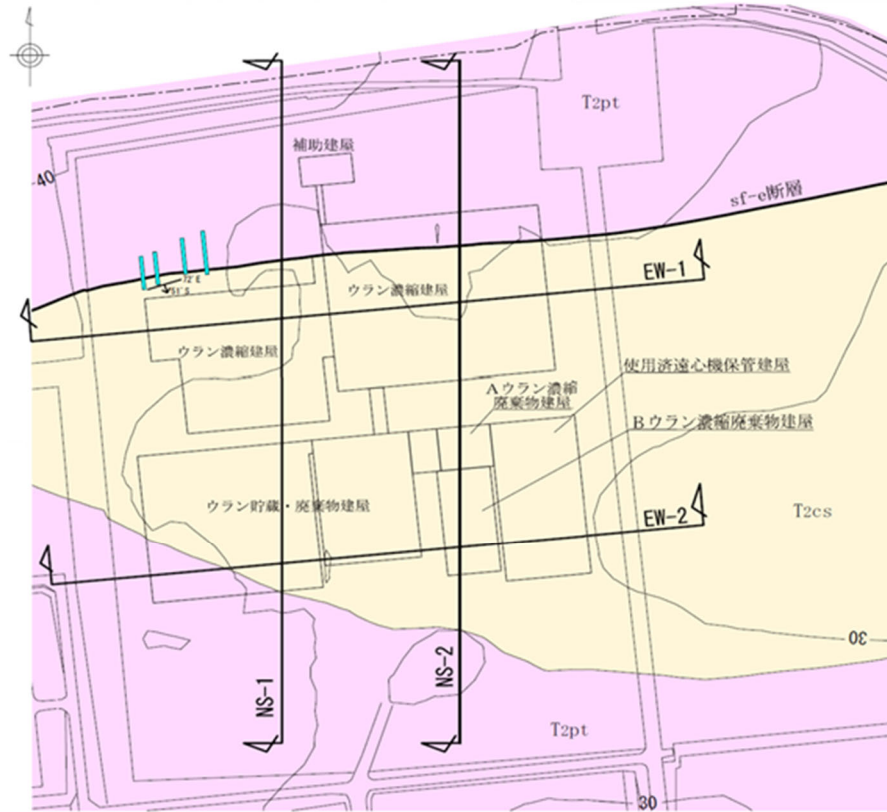 T2pt
補助建屋
40
sf-e断層
72°E
51°S
EW-1
ウラン濃縮建屋
ウラン濃縮建屋
使用済遠心機保管建屋
Aウラン濃縮
廃棄物建屋
Bウラン濃縮廃棄物建屋
ウラン貯蔵・廃棄物建屋
T2cs
EW-2
30
NS-1
NS-2
T2pt
30